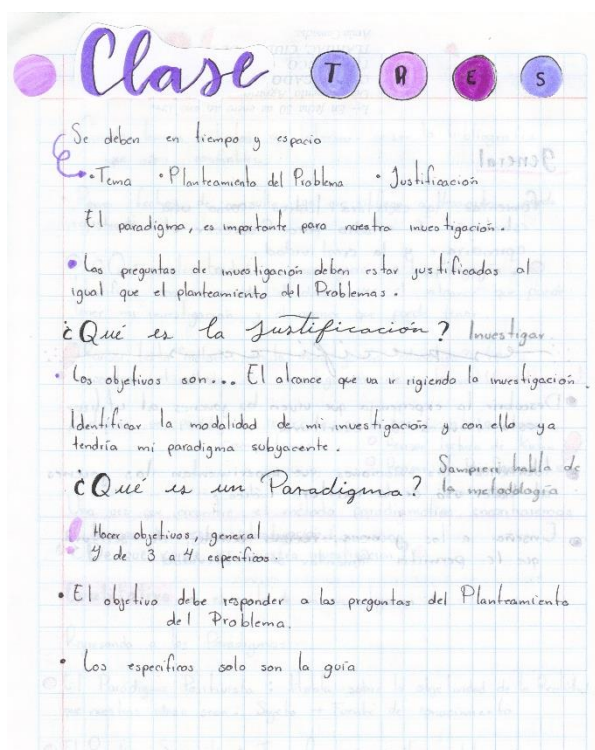 Clase TRES
Se deben en tiempo y espacio
• Tema • Planteamiento del Problema • Justificación
El paradigma, es importante para nuestra investigación.
• Las preguntas de investigación deben estar justificadas al
igual que el planteamiento del Problemas.
¿Qué es la Justificación? Investigar
• Los objetivos son... El alcance que va ir rigiendo la investigación.
Identificar la modalidad de mi investigación y con ello ya
tendría mi paradigma subyacente.
¿Qué es un Paradigma? Sampieri habla de
la metodología
! Hacer objetivos, general
y de 3 a 4 específicos.
• El objetivo debe responder a las preguntas del Planteamiento
del Problema.
• Los específicos solo son la guía